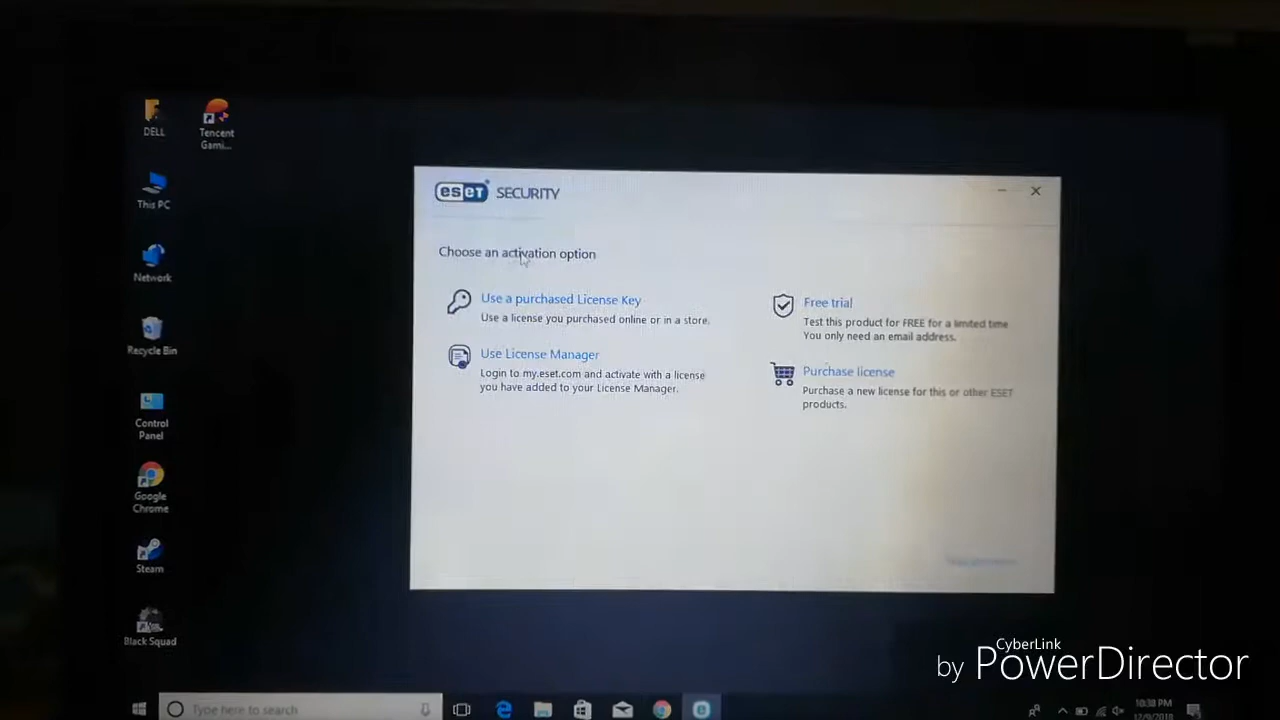 DELL
Tencent
Gami...
This PC
Network
Recycle Bin
Control
Panel
Google
Chrome
Steam
Black Squad
eset SECURITY
Choose an activation option
Use a purchased License Key
Use a license you purchased online or in a store.
Use License Manager
Login to my.eset.com and activate with a license
you have added to your License Manager.
Free trial
Test this product for FREE for a limited time
You only need an email address.
Purchase license
Purchase a new license for this or other ESET
products.
Type here to search
10:38 PM
CyberLink
by PowerDirector